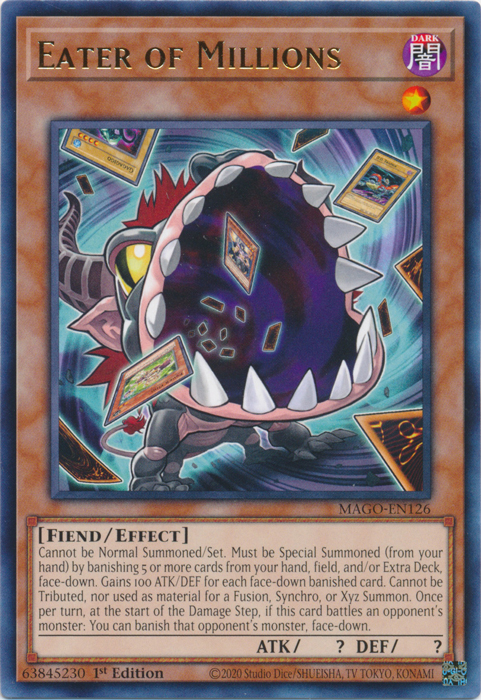 Eater of Millions
DARK
闇
GAGAGIGO
MAGO-EN126
[Fiend/Effect]
Cannot be Normal Summoned/Set. Must be Special Summoned (from your
hand) by banishing 5 or more cards from your hand, field, and/or Extra Deck,
face-down. Gains 100 ATK/DEF for each face-down banished card. Cannot be
Tributed, nor used as material for a Fusion, Synchro, or Xyz Summon. Once
per turn, at the start of the Damage Step, if this card battles an opponent's
monster: You can banish that opponent's monster, face-down.
ATK/ ? DEF/ ?
63845230 1st Edition ©2020 Studio Dice/SHUEISHA, TV TOKYO, KONAMI